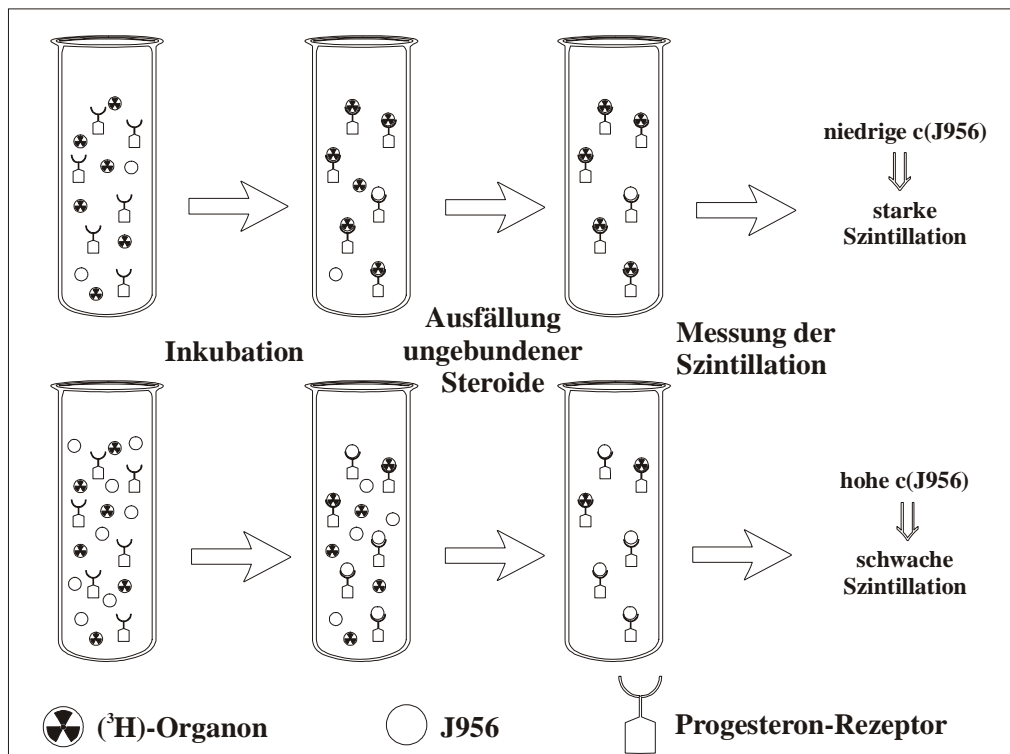 niedrige c(J956)
starke
Szintillation
Inkubation
Ausfällung
ungebundener
Steroide
Messung der
Szintillation
hohe c(J956)
schwache
Szintillation
(³H)-Organon
J956
Progesteron-Rezeptor